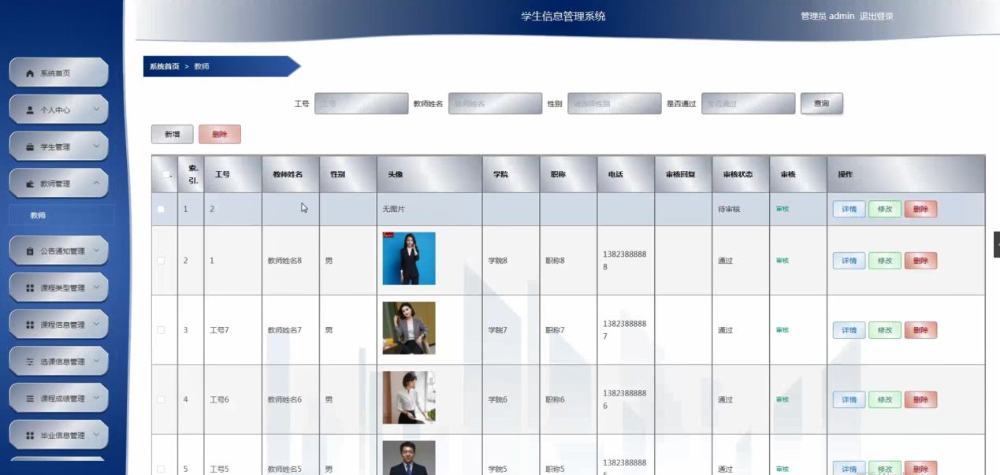 学生信息管理系统
管理员 admin 退出登录
系统首页
个人中心
学生管理
教师管理
教师
公告通知管理
课程类型管理
课程信息管理
选课信息管理
课程成绩管理
毕业信息管理
系统首页 > 教师
工号 工号 教师姓名 教师姓名 性别 请选择性别 是否通过 是否通过 查询
新增 删除
索. 工号 教师姓名 性别 头像 学院 职称 电话 审核回复 审核状态 审核 操作
引.
1 2 无图片 待审核 审核 详情 修改 删除
2 1 教师姓名8 男 学院8 职称8 1382388888 通过 审核 详情 修改 删除
8
3 工号7 教师姓名7 男 学院7 职称7 1382388888 通过 审核 详情 修改 删除
7
4 工号6 教师姓名6 男 学院6 职称6 1382388888 通过 审核 详情 修改 删除
6
5 工号5 教师姓名5 男 学院5 职称5 1382388888 通过 审核 详情 修改 删除